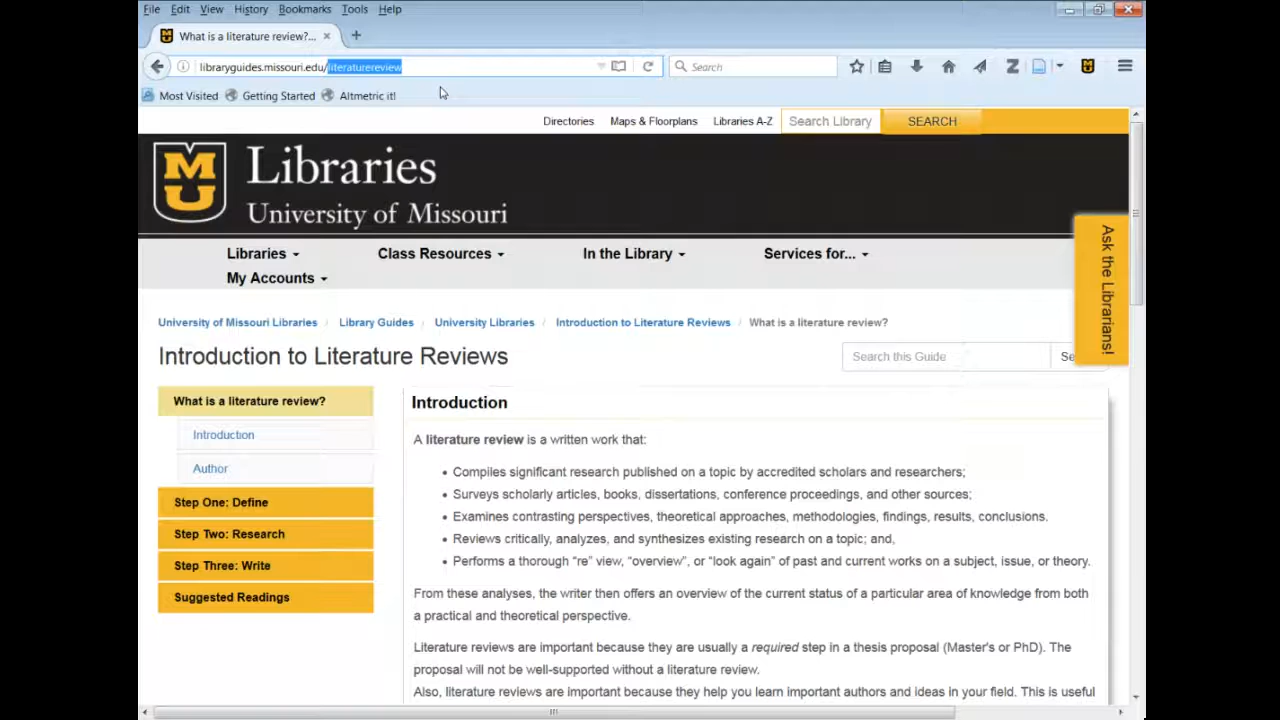 File Edit View History Bookmarks Tools Help
What is a literature review?...
libraryguides.missouri.edu/literaturereview
Search
Most Visited Getting Started Altmetric it!
Directories Maps & Floorplans Libraries A-Z Search Library SEARCH
MU
Libraries
University of Missouri
Ask the Librarians!
Libraries Class Resources In the Library Services for...
My Accounts
University of Missouri Libraries / Library Guides / University Libraries / Introduction to Literature Reviews / What is a literature review?
Introduction to Literature Reviews
Search this Guide
Se
What is a literature review?
Introduction
Author
Step One: Define
Step Two: Research
Step Three: Write
Suggested Readings
Introduction
A literature review is a written work that:
• Compiles significant research published on a topic by accredited scholars and researchers;
• Surveys scholarly articles, books, dissertations, conference proceedings, and other sources;
• Examines contrasting perspectives, theoretical approaches, methodologies, findings, results, conclusions.
• Reviews critically, analyzes, and synthesizes existing research on a topic; and,
• Performs a thorough “re” view, “overview”, or “look again” of past and current works on a subject, issue, or theory.
From these analyses, the writer then offers an overview of the current status of a particular area of knowledge from both
a practical and theoretical perspective.
Literature reviews are important because they are usually a required step in a thesis proposal (Master's or PhD). The
proposal will not be well-supported without a literature review.
Also, literature reviews are important because they help you learn important authors and ideas in your field. This is useful